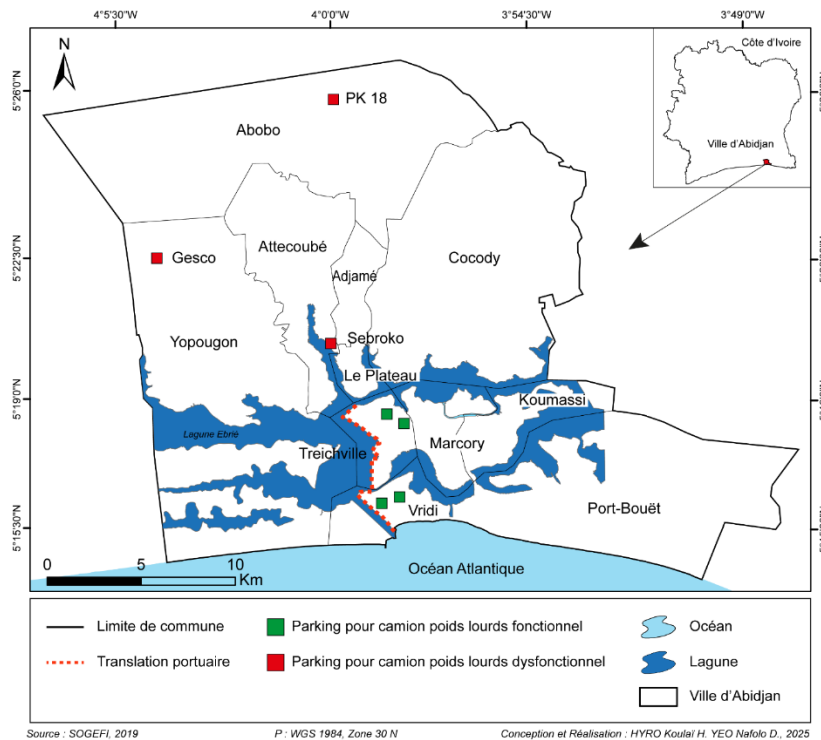 4°5'30"W 4°0'0"W 3°54'30"W 3°49'0"W
N
Côte d'Ivoire
5°26'0"N
PK 18
Abobo
Ville d'Abidjan
5°22'30"N
Gesco
Attecoubé
Adjamé
Cocody
Yopougon
Sebroko
Le Plateau
5°19'0"N
Koumassi
Lagune Ebrié
Treichville
Marcory
Port-Bouët
Vridi
5°15'30"N
Océan Atlantique
0 5 10
Km
Limite de commune
Parking pour camion poids lourds fonctionnel
Océan
Translation portuaire
Parking pour camion poids lourds dysfonctionnel
Lagune
Ville d'Abidjan
Source : SOGEFI, 2019 P : WGS 1984, Zone 30 N Conception et Réalisation : HYRO Koulaï H. YEO Nafolo D., 2025